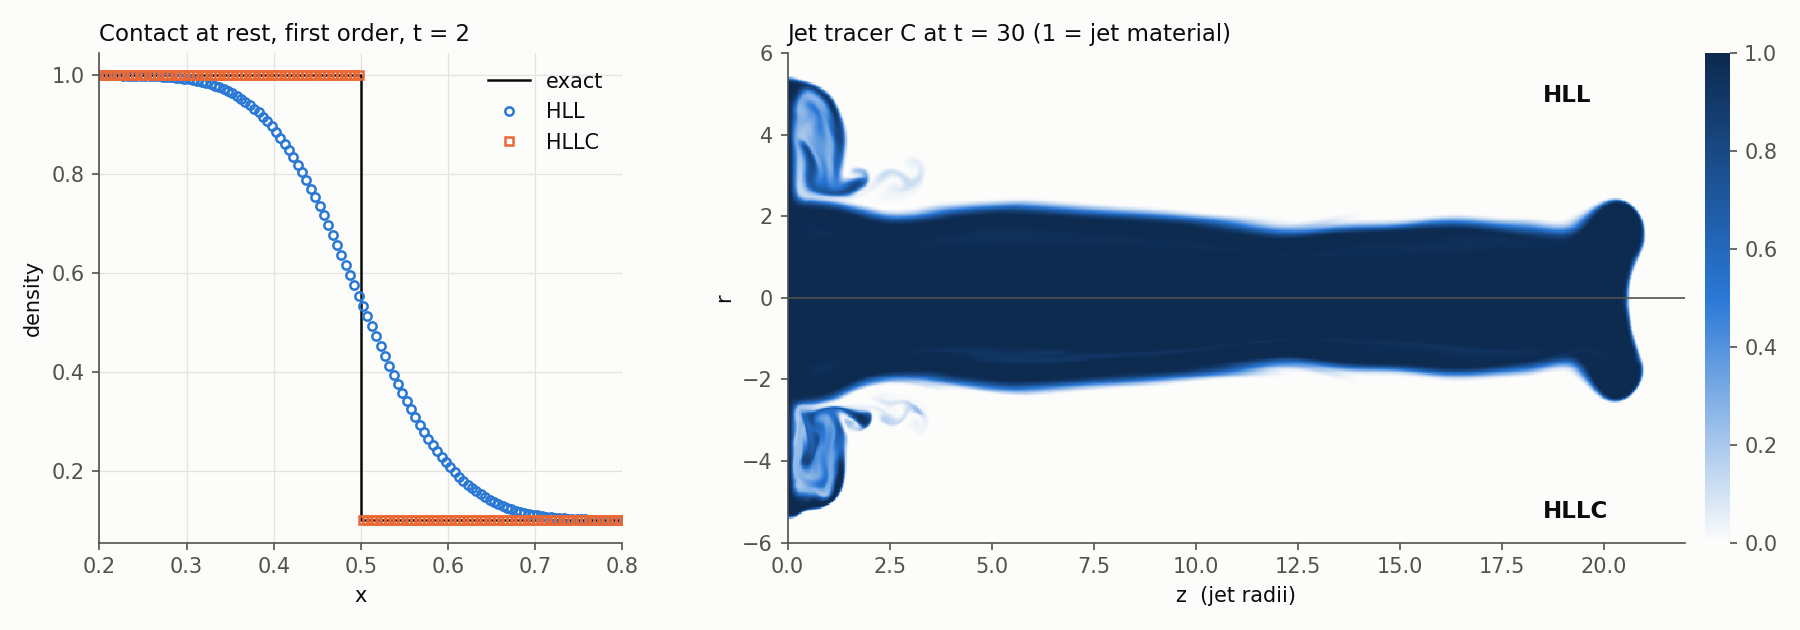 Contact at rest, first order, t = 2
1.0
0.8
0.6
0.4
0.2
density
exact
HLL
HLLC
0.2 0.3 0.4 0.5 0.6 0.7 0.8
x
Jet tracer C at t = 30 (1 = jet material)
6
4
2
0
−2
−4
−6
r
HLL
HLLC
0.0 2.5 5.0 7.5 10.0 12.5 15.0 17.5 20.0
z (jet radii)
1.0
0.8
0.6
0.4
0.2
0.0